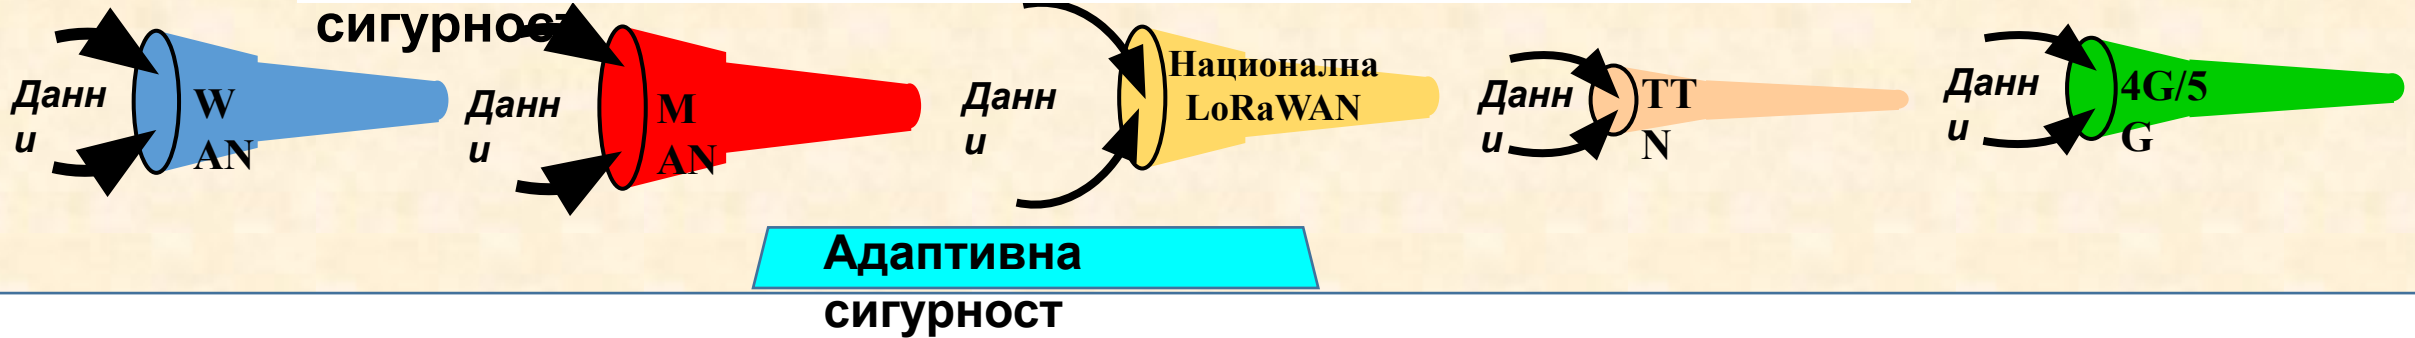 сигурност
Данн
и
W
AN
Данн
и
M
AN
Данн
и
Национална
LoRaWAN
Данн
и
TT
N
Данн
и
4G/5
G
Адаптивна
сигурност